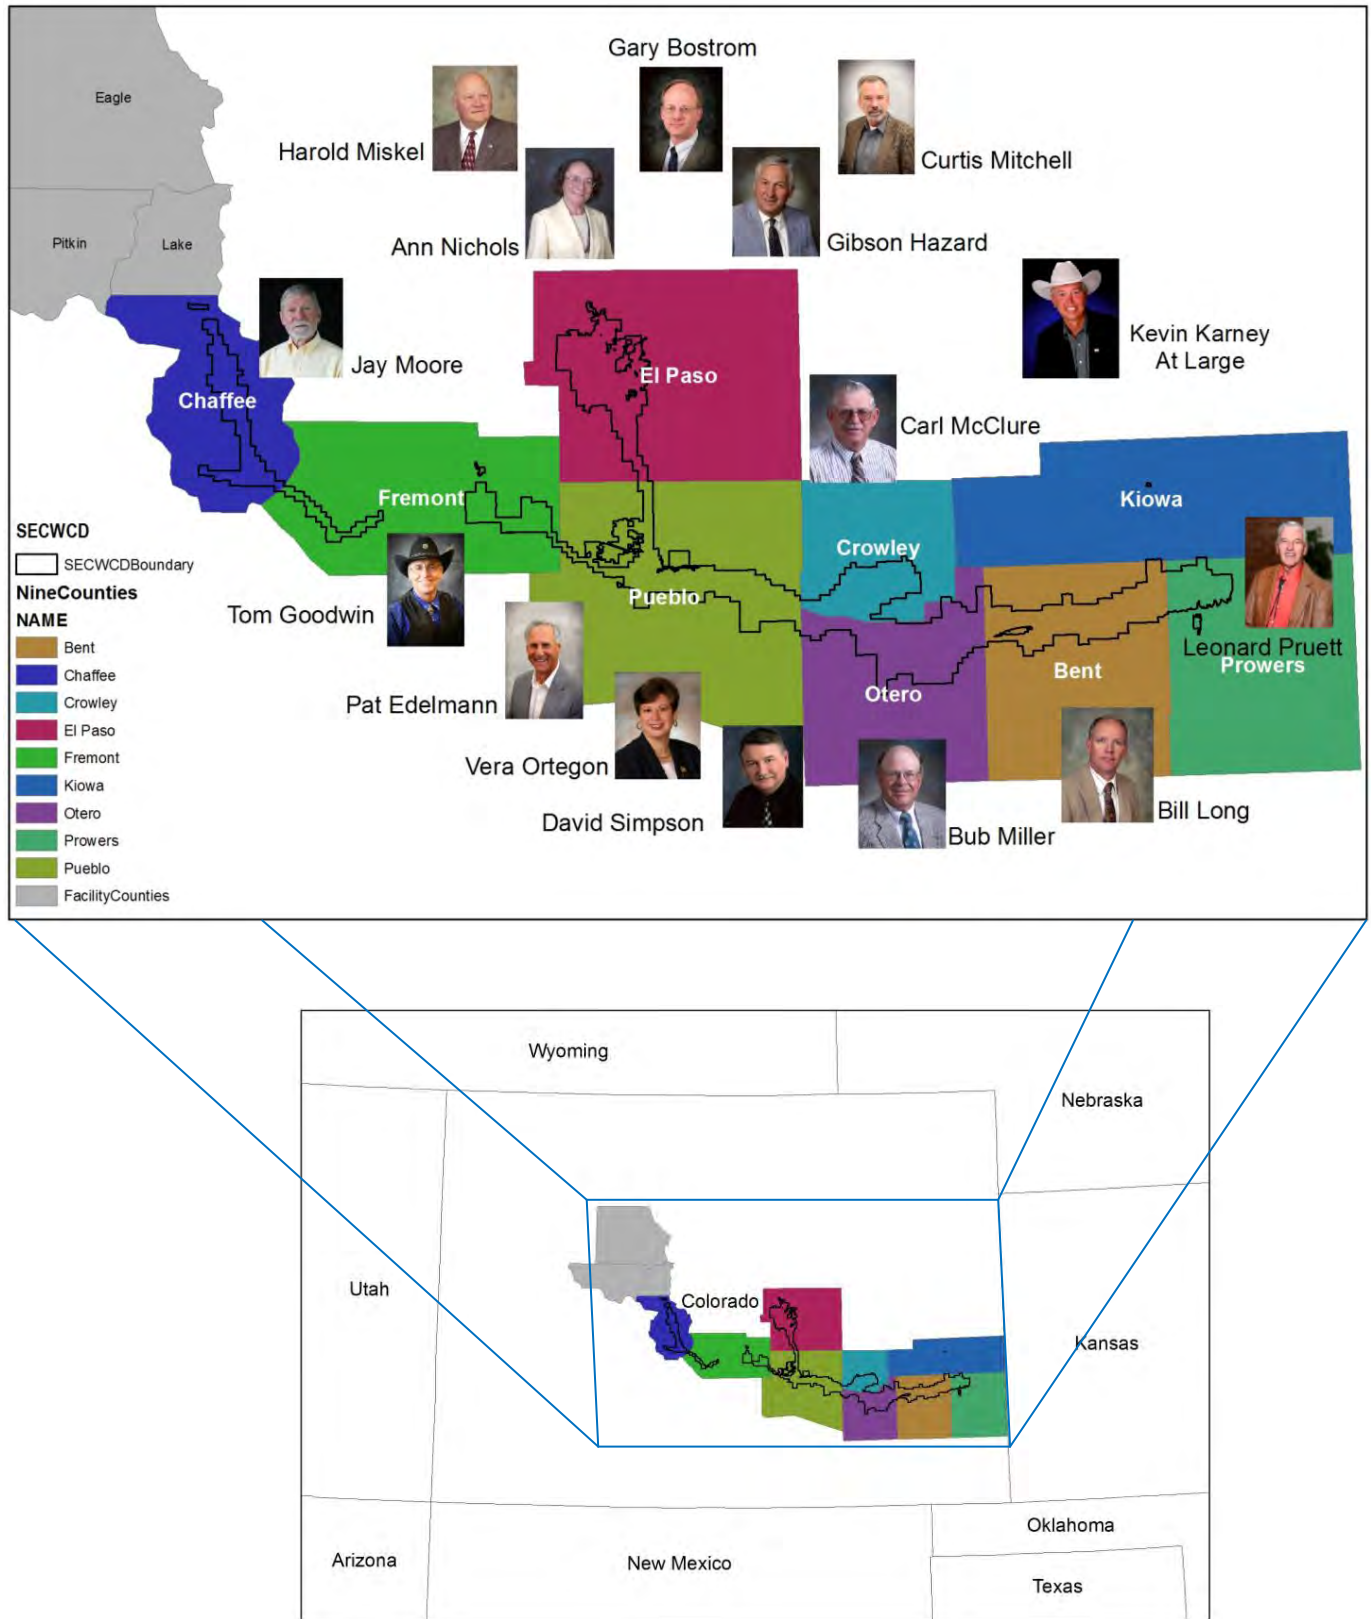 Gary Bostrom
Eagle
Harold Miskel
Curtis Mitchell
Pitkin
Lake
Ann Nichols
Gibson Hazard
Kevin Karney
At Large
Jay Moore
El Paso
Chaffee
Carl McClure
Fremont
Kiowa
SECWCD
Crowley
SECWCDBoundary
NineCounties
Pueblo
NAME
Tom Goodwin
Leonard Pruett
Prowers
Bent
Bent
Chaffee
Otero
Crowley
Pat Edelmann
El Paso
Fremont
Vera Ortegon
Kiowa
Otero
David Simpson
Bill Long
Bub Miller
Prowers
Pueblo
FacilityCounties
Wyoming
Nebraska
Utah
Colorado
Kansas
Oklahoma
Arizona
New Mexico
Texas